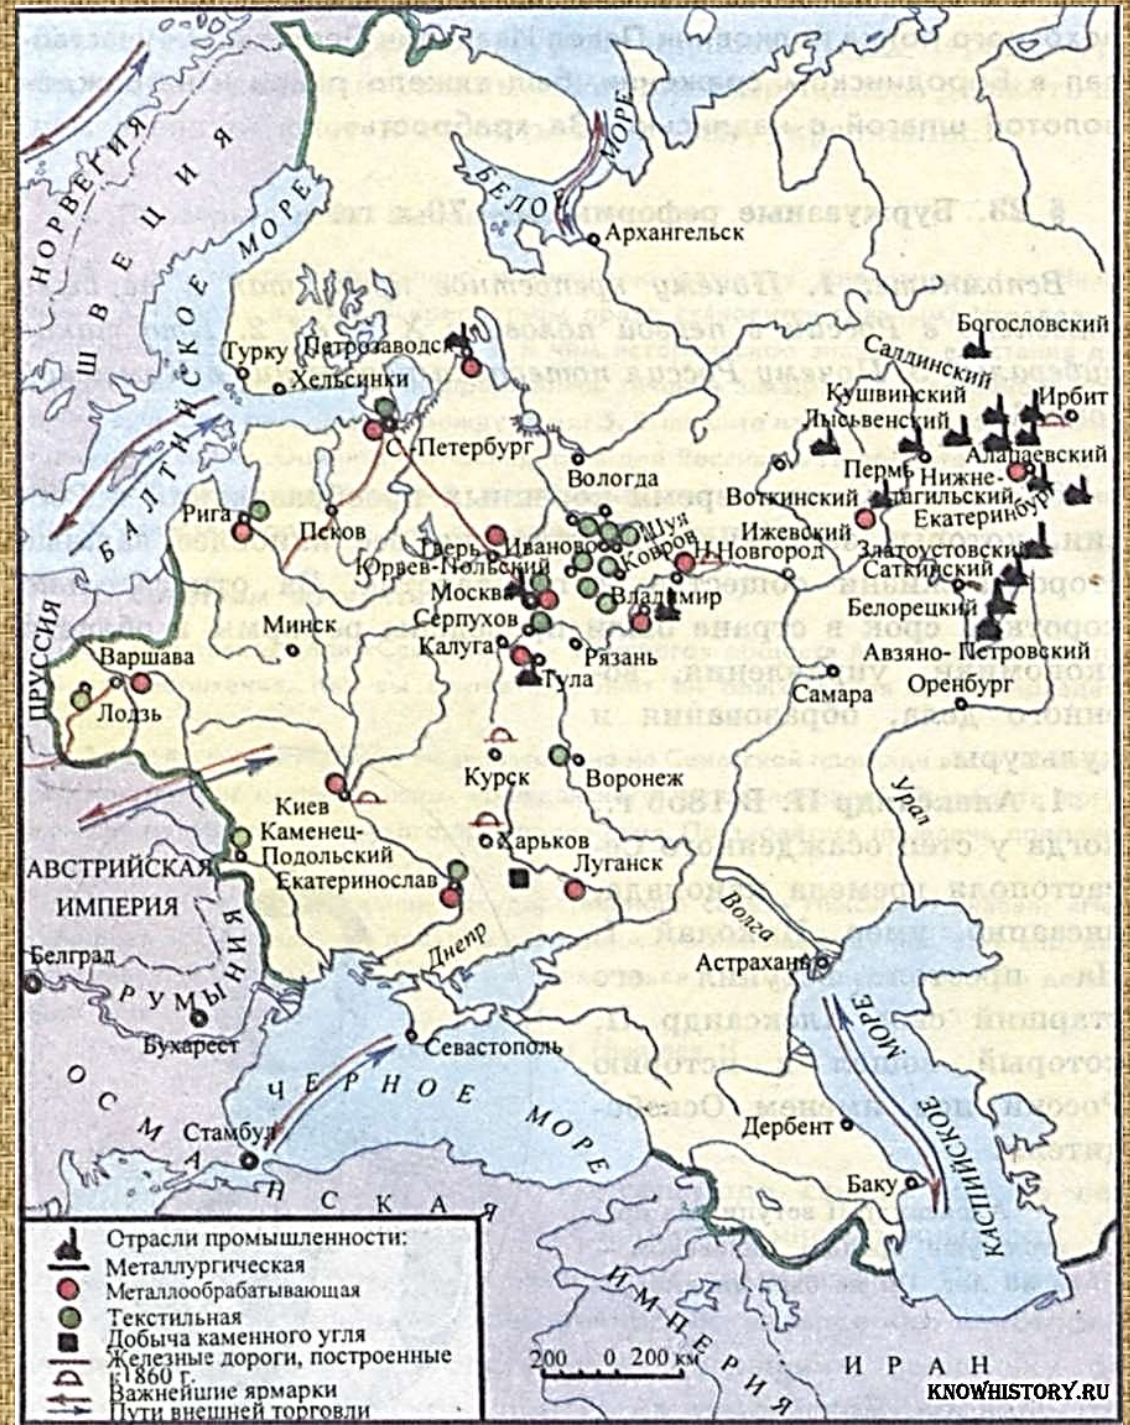 НОРВЕГИЯ
ШВЕЦИЯ
БЕЛОЕ МОРЕ
Архангельск
БАЛТИЙСКОЕ МОРЕ
Богословский
Салдинский
Турку
Петрозаводск
Хельсинки
Кушвинский
Ирбит
Лысьвенский
С.-Петербург
Алапаевский
Пермь
Нижне-
Тагильский
Вологда
Воткинский
Екатеринбург
Рига
Псков
Шуя
Тверь
Иваново
Ковров
Ижевский
Н.Новгород
Златоустовский
Юрьев-Польский
Саткинский
Москва
Владимир
Белорецкий
Серпухов
Минск
Калуга
Рязань
Авзяно-Петровский
ПРУССИЯ
Варшава
Тула
Самара
Оренбург
Лодзь
Курск
Воронеж
Урал
Киев
Каменец-
Подольский
Харьков
Луганск
АВСТРИЙСКАЯ
ИМПЕРИЯ
Екатеринослав
Волга
Днепр
Астрахань
Белград
РУМЫНИЯ
Бухарест
Севастополь
ЧЕРНОЕ МОРЕ
КАСПИЙСКОЕ МОРЕ
Стамбул
Дербент
Баку
ОСМАНСКАЯ
ИМПЕРИЯ
ИРАН
Отрасли промышленности:
Металлургическая
Металлообрабатывающая
Текстильная
Добыча каменного угля
Железные дороги, построенные
к 1860 г.
Важнейшие ярмарки
Пути внешней торговли
200 0 200 км
KNOWHISTORY.RU